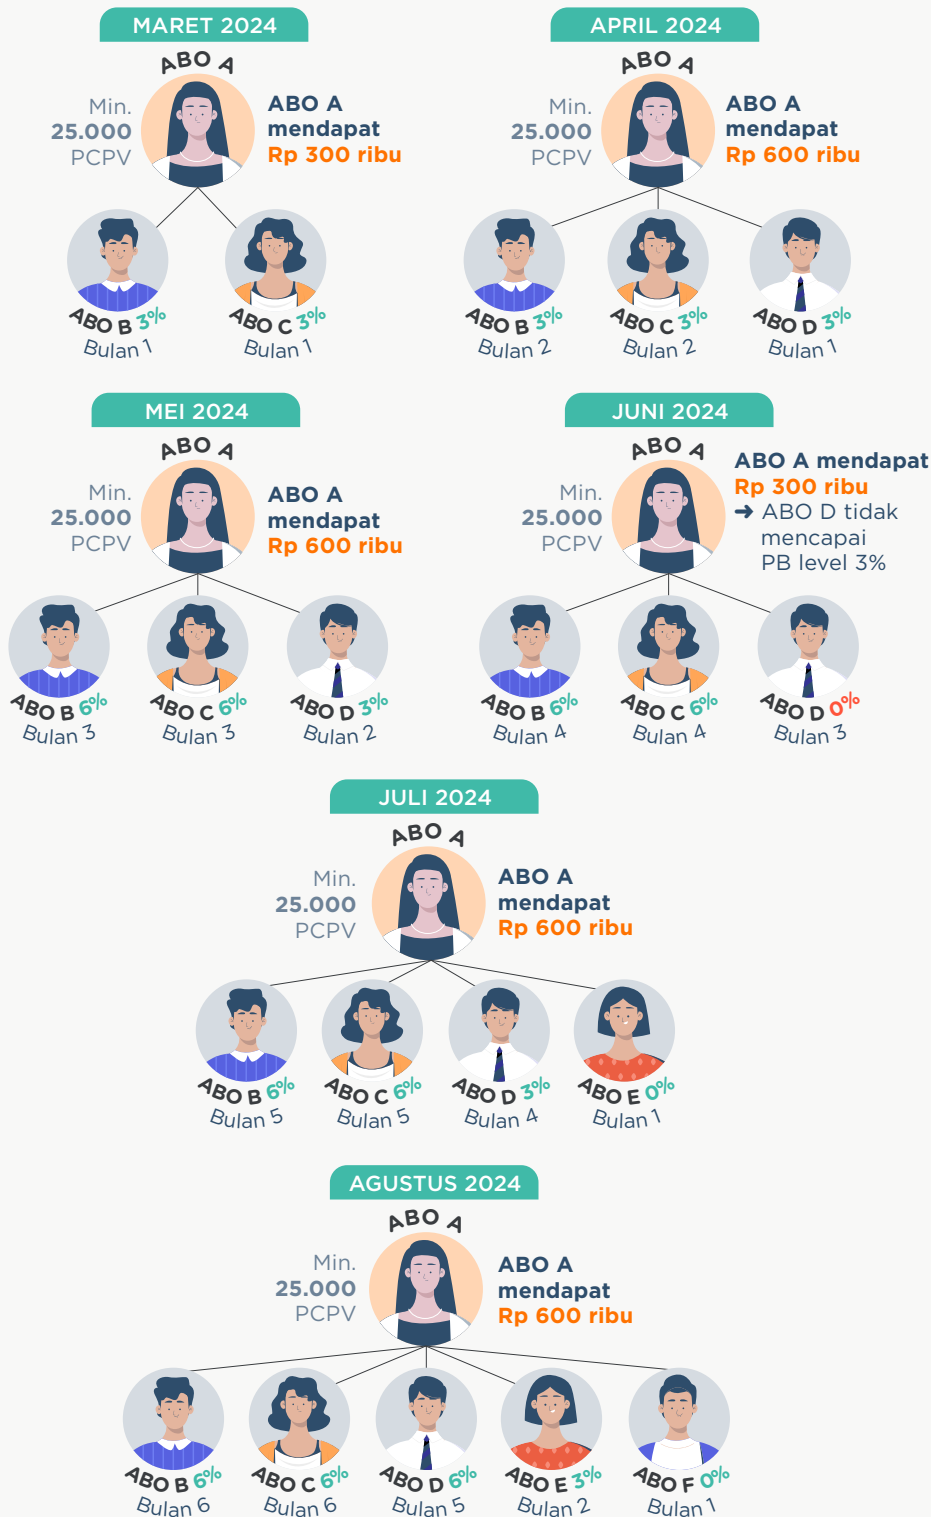 MARET 2024
ABO A
Min.
25.000
PCPV
ABO A
mendapat
Rp 300 ribu
ABO B 3%
Bulan 1
ABO C 3%
Bulan 1
APRIL 2024
ABO A
Min.
25.000
PCPV
ABO A
mendapat
Rp 600 ribu
ABO B 3%
Bulan 2
ABO C 3%
Bulan 2
ABO D 3%
Bulan 1
MEI 2024
ABO A
Min.
25.000
PCPV
ABO A
mendapat
Rp 600 ribu
ABO B 6%
Bulan 3
ABO C 6%
Bulan 3
ABO D 3%
Bulan 2
JUNI 2024
ABO A
Min.
25.000
PCPV
ABO A mendapat
Rp 300 ribu
➜ ABO D tidak
mencapai
PB level 3%
ABO B 6%
Bulan 4
ABO C 6%
Bulan 4
ABO D 0%
Bulan 3
JULI 2024
ABO A
Min.
25.000
PCPV
ABO A
mendapat
Rp 600 ribu
ABO B 6%
Bulan 5
ABO C 6%
Bulan 5
ABO D 3%
Bulan 4
ABO E 0%
Bulan 1
AGUSTUS 2024
ABO A
Min.
25.000
PCPV
ABO A
mendapat
Rp 600 ribu
ABO B 6%
Bulan 6
ABO C 6%
Bulan 6
ABO D 6%
Bulan 5
ABO E 3%
Bulan 2
ABO F 0%
Bulan 1